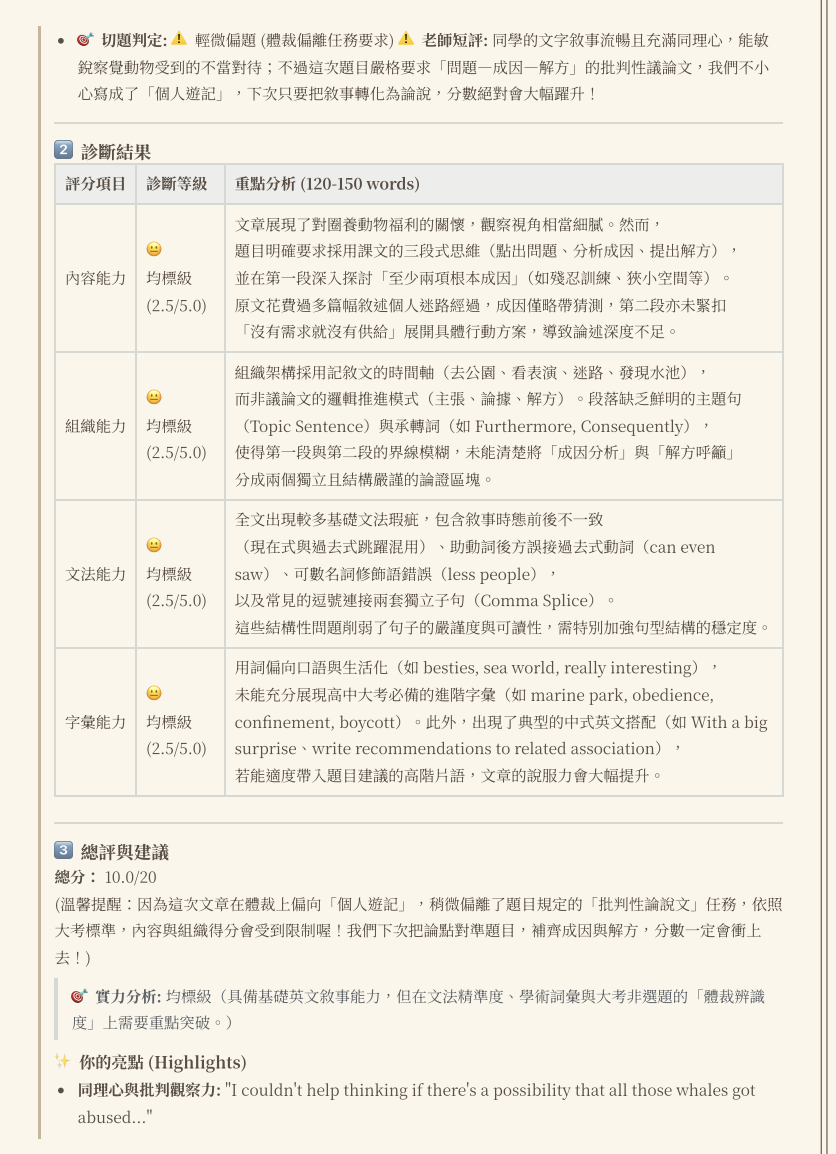 • 🎯 切題判定: ⚠️ 輕微偏題 (體裁偏離任務要求) ⚠️ 老師短評: 同學的文字敘事流暢且充滿同理心，能敏
銳察覺動物受到的不當對待；不過這次題目嚴格要求「問題—成因—解方」的批判性議論文，我們不小
心寫成了「個人遊記」，下次只要把敘事轉化為論說，分數絕對會大幅躍升！
2️⃣ 診斷結果
評分項目 診斷等級 重點分析 (120-150 words)
內容能力
😐
均標級
(2.5/5.0)
文章展現了對圈養動物福利的關懷，觀察視角相當細膩。然而，
題目明確要求採用課文的三段式思維（點出問題、分析成因、提出解方），
並在第一段深入探討「至少兩項根本成因」（如殘忍訓練、狹小空間等）。
原文花費過多篇幅敘述個人迷路經過，成因僅略帶猜測，第二段亦未緊扣
「沒有需求就沒有供給」展開具體行動方案，導致論述深度不足。
組織能力
😐
均標級
(2.5/5.0)
組織架構採用記敘文的時間軸（去公園、看表演、迷路、發現水池），
而非議論文的邏輯推進模式（主張、論據、解方）。段落缺乏鮮明的主題句
（Topic Sentence）與承轉詞（如 Furthermore, Consequently），
使得第一段與第二段的界線模糊，未能清楚將「成因分析」與「解方呼籲」
分成兩個獨立且結構嚴謹的論證區塊。
文法能力
😐
均標級
(2.5/5.0)
全文出現較多基礎文法瑕疵，包含敘事時態前後不一致
（現在式與過去式跳躍混用）、助動詞後方誤接過去式動詞（can even
saw）、可數名詞修飾語錯誤（less people），
以及常見的逗號連接兩套獨立子句（Comma Splice）。
這些結構性問題削弱了句子的嚴謹度與可讀性，需特別加強句型結構的穩定度。
字彙能力
😐
均標級
(2.5/5.0)
用詞偏向口語與生活化（如 besties, sea world, really interesting），
未能充分展現高中大考必備的進階字彙（如 marine park, obedience,
confinement, boycott）。此外，出現了典型的中式英文搭配（如 With a big
surprise、write recommendations to related association），
若能適度帶入題目建議的高階片語，文章的說服力會大幅提升。
3️⃣ 總評與建議
總分： 10.0/20
(溫馨提醒：因為這次文章在體裁上偏向「個人遊記」，稍微偏離了題目規定的「批判性論說文」任務，依照
大考標準，內容與組織得分會受到限制喔！我們下次把論點對準題目，補齊成因與解方，分數一定會衝上
去！)
🎯 實力分析: 均標級（具備基礎英文敘事能力，但在文法精準度、學術詞彙與大考非選題的「體裁辨識
度」上需要重點突破。）
✨ 你的亮點 (Highlights)
• 同理心與批判觀察力: "I couldn't help thinking if there's a possibility that all those whales got
abused..."